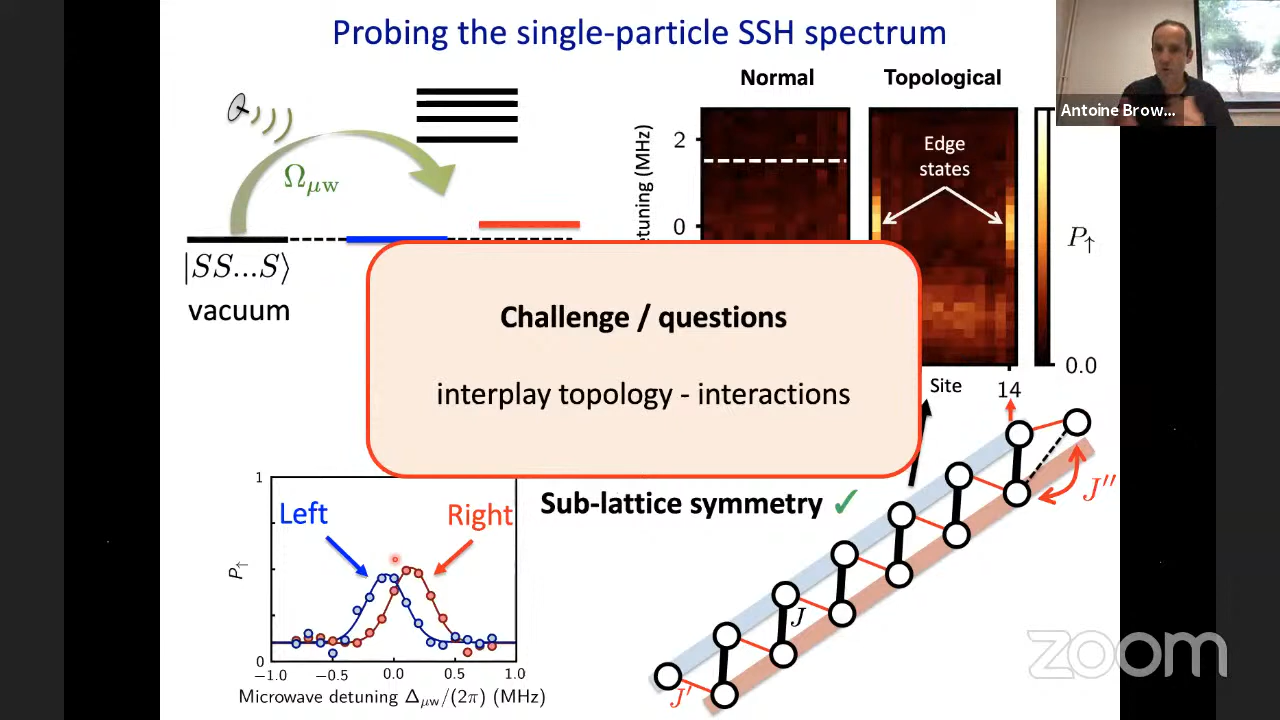 Probing the single-particle SSH spectrum
Normal
Topological
Antoine Brow...
2
0
Edge
states
Ω_μw
P↑
|SS...S⟩
vacuum
Challenge / questions
interplay topology - interactions
0.0
Site
14
1
Left
Right
Sub-lattice symmetry ✓
J''
P↑
J
J'
0
−1.0 −0.5 0.0 0.5 1.0
Microwave detuning Δμw/(2π) (MHz)
zoom